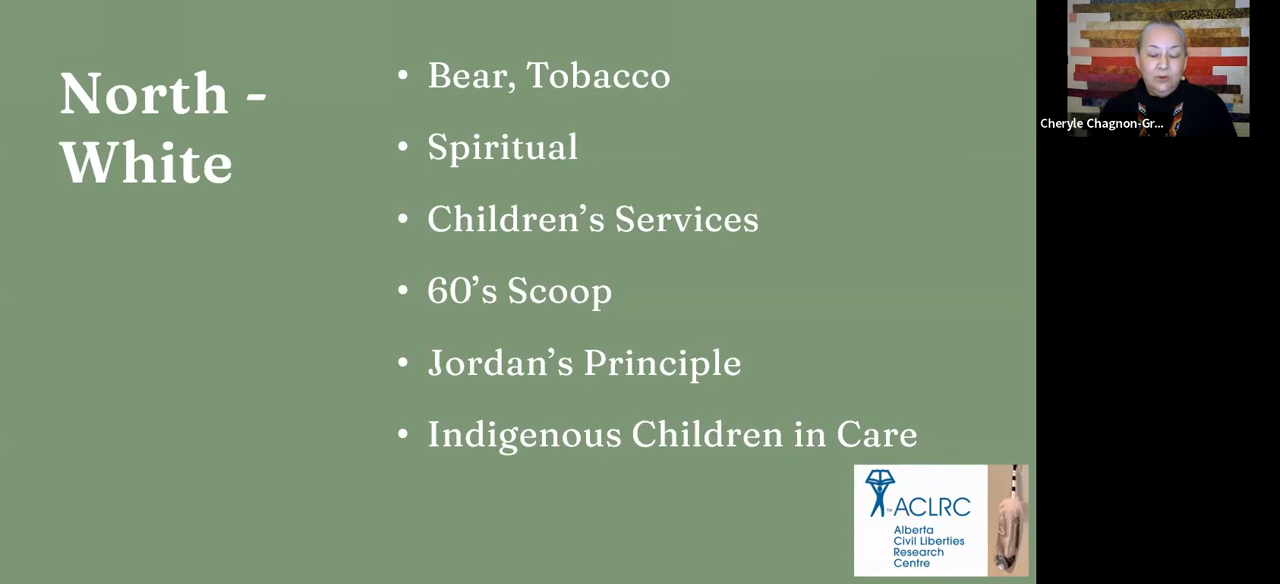 North -
White
• Bear, Tobacco
• Spiritual
• Children’s Services
• 60’s Scoop
• Jordan’s Principle
• Indigenous Children in Care
TM ACLRC
Alberta
Civil Liberties
Research
Centre
Cheryle Chagnon-Gr...